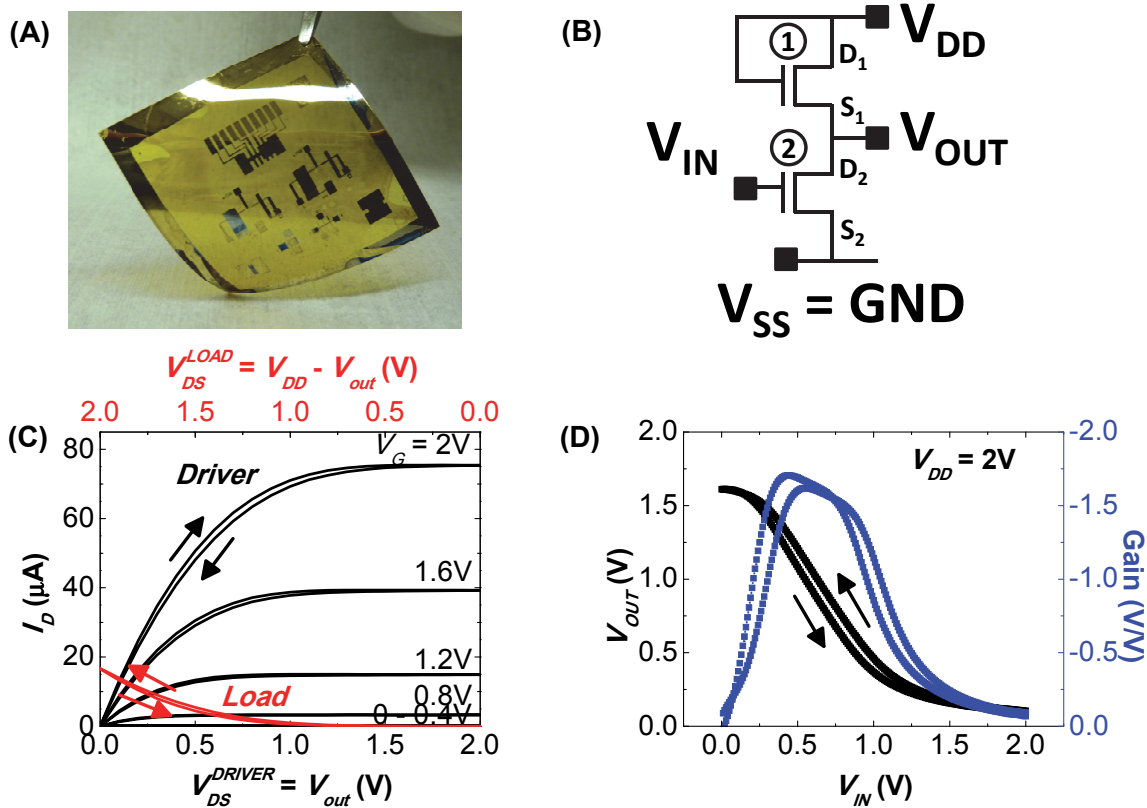 (A)
(B)
1
D₁
V_DD
S₁
V_IN
2
V_OUT
D₂
S₂
V_SS = GND
(C)
V_DS^LOAD = V_DD - V_out (V)
2.0 1.5 1.0 0.5 0.0
80
60
40
20
0
I_D (μA)
V_G = 2V
Driver
1.6V
1.2V
Load
0.8V
0 - 0.4V
0.0 0.5 1.0 1.5 2.0
V_DS^DRIVER = V_out (V)
(D)
V_DD = 2V
2.0
1.5
1.0
0.5
0.0
V_OUT (V)
-2.0
-1.5
-1.0
-0.5
0.0
Gain (V/V)
0.0 0.5 1.0 1.5 2.0
V_IN (V)